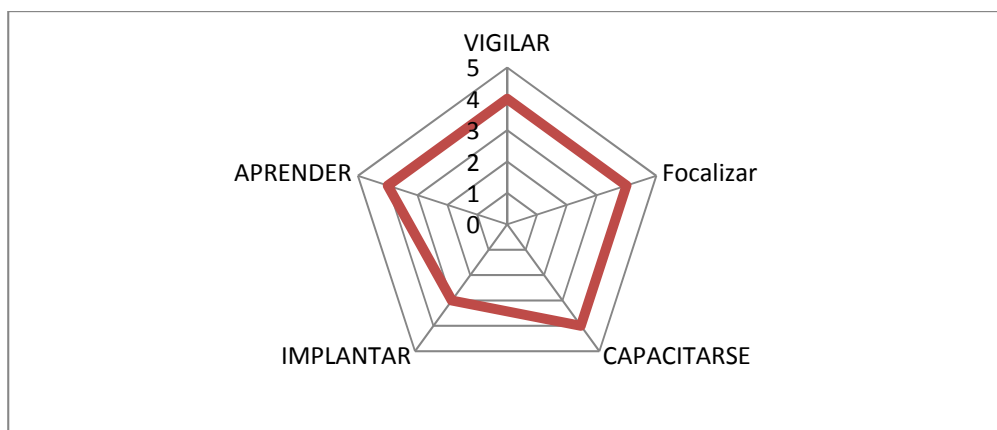 VIGILAR
5
4
3
2
1
0
APRENDER
Focalizar
IMPLANTAR
CAPACITARSE